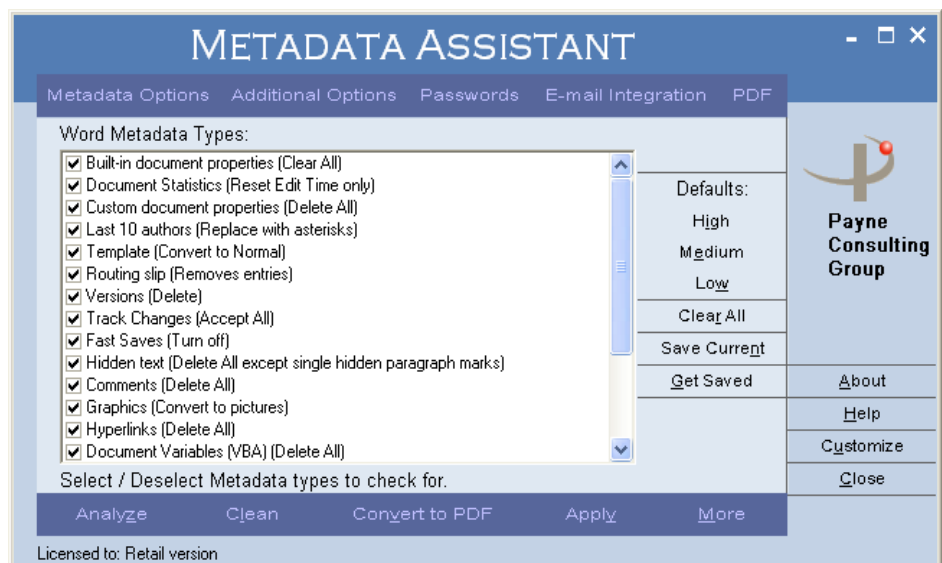 METADATA ASSISTANT
Metadata Options Additional Options Passwords E-mail Integration PDF
Word Metadata Types:
Built-in document properties (Clear All)
Document Statistics (Reset Edit Time only)
Custom document properties (Delete All)
Last 10 authors (Replace with asterisks)
Template (Convert to Normal)
Routing slip (Removes entries)
Versions (Delete)
Track Changes (Accept All)
Fast Saves (Turn off)
Hidden text (Delete All except single hidden paragraph marks)
Comments (Delete All)
Graphics (Convert to pictures)
Hyperlinks (Delete All)
Document Variables (VBA) (Delete All)
Select / Deselect Metadata types to check for.
Defaults:
High
Medium
Low
Clear All
Save Current
Get Saved
Payne
Consulting
Group
About
Help
Customize
Close
Analyze Clean Convert to PDF Apply More
Licensed to: Retail version